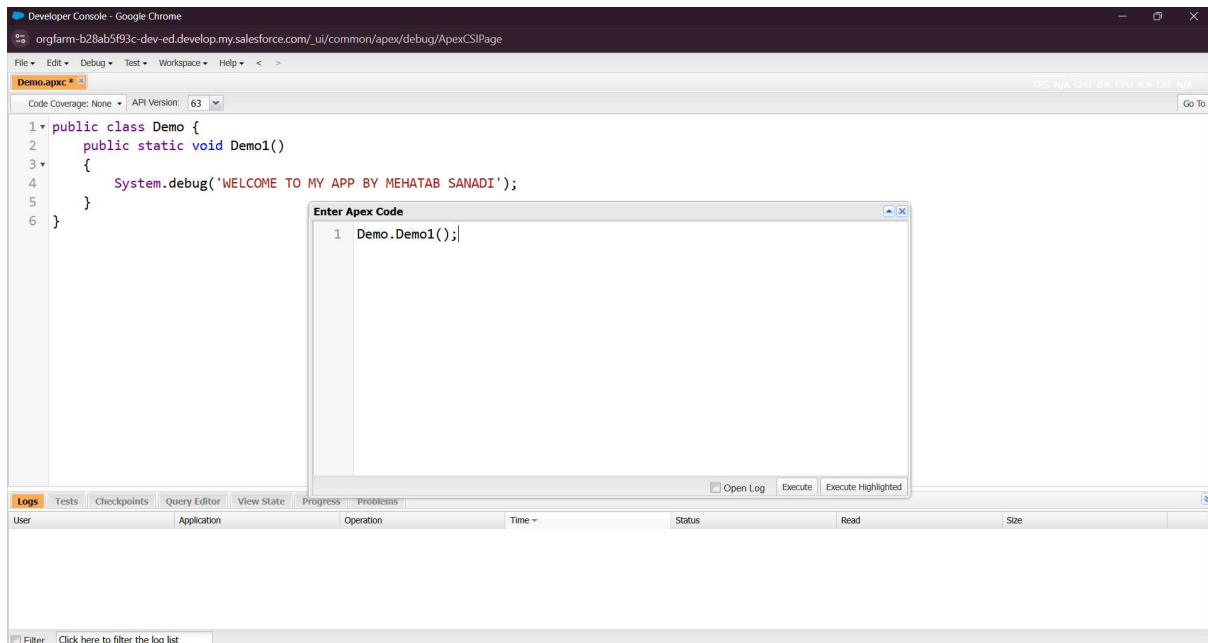 Developer Console - Google Chrome
orgfarm-b28ab5f93c-dev-ed.develop.my.salesforce.com/_ui/common/apex/debug/ApexCSIPage
File Edit Debug Test Workspace Help < >
Demo.apxc *
Code Coverage: None API Version: 63 Go To
1 public class Demo {
2 public static void Demo1()
3 {
4 System.debug('WELCOME TO MY APP BY MEHATAB SANADI');
5 }
6 }
Enter Apex Code
1 Demo.Demo1();
Open Log Execute Execute Highlighted
Logs Tests Checkpoints Query Editor View State Progress Problems
User Application Operation Time Status Read Size
Filter Click here to filter the log list